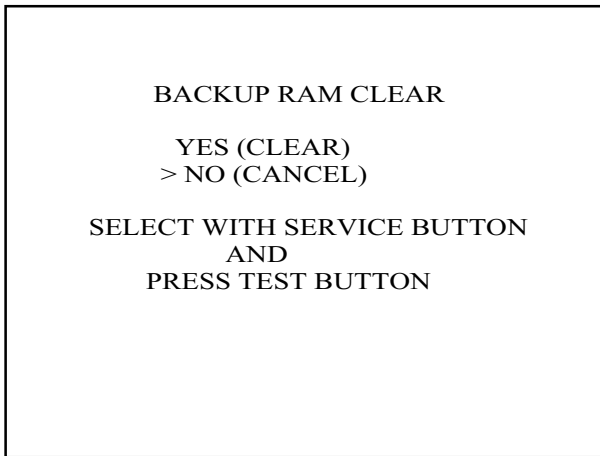 BACKUP RAM CLEAR
YES (CLEAR)
> NO (CANCEL)
SELECT WITH SERVICE BUTTON
AND
PRESS TEST BUTTON